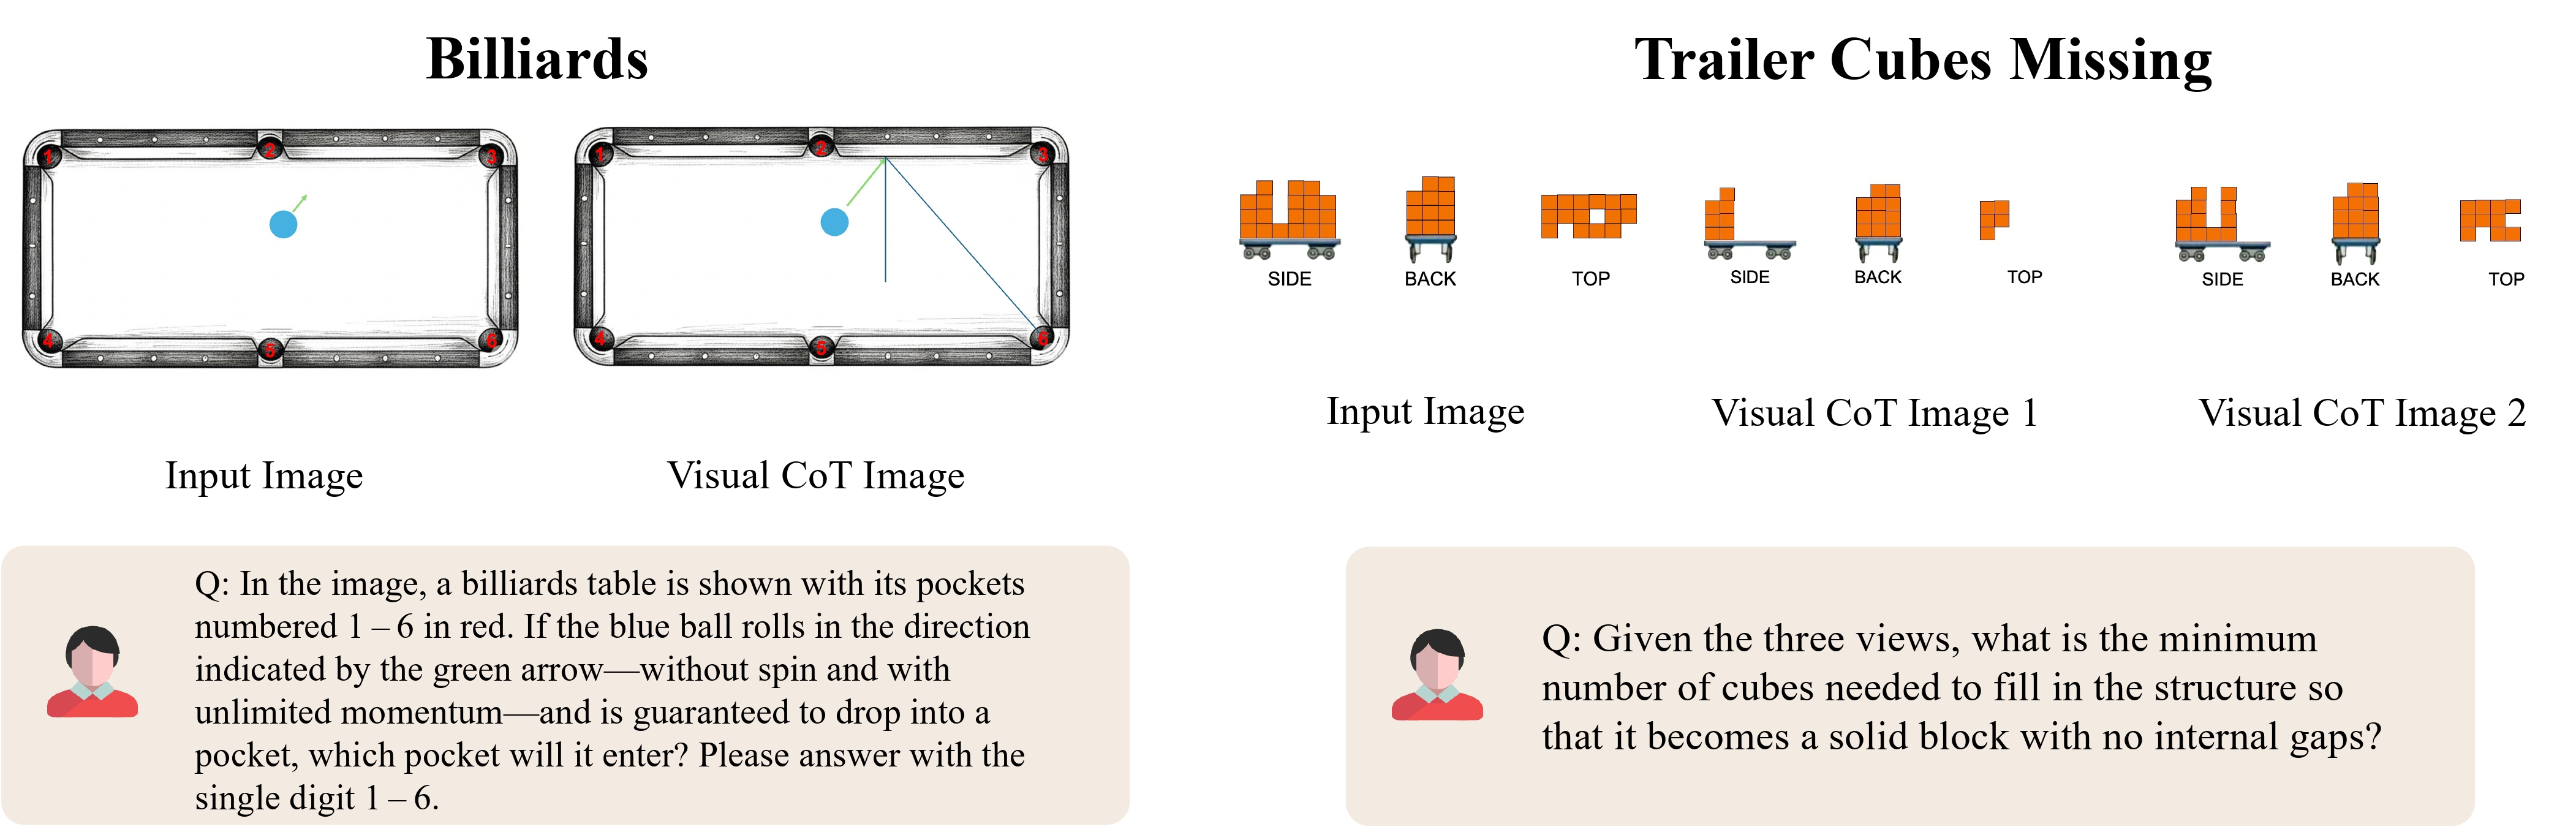 Billiards
1 2 3
4 5 6
1 2 3
4 5 6
Input Image
Visual CoT Image
Q: In the image, a billiards table is shown with its pockets
numbered 1 – 6 in red. If the blue ball rolls in the direction
indicated by the green arrow—without spin and with
unlimited momentum—and is guaranteed to drop into a
pocket, which pocket will it enter? Please answer with the
single digit 1 – 6.
Trailer Cubes Missing
SIDE BACK TOP
SIDE BACK TOP
SIDE BACK TOP
Input Image
Visual CoT Image 1
Visual CoT Image 2
Q: Given the three views, what is the minimum
number of cubes needed to fill in the structure so
that it becomes a solid block with no internal gaps?